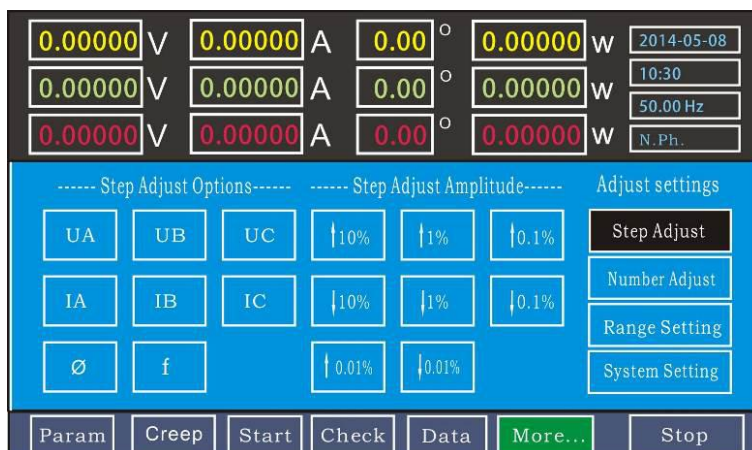 0.00000 V 0.00000 A 0.00 ° 0.00000 W 2014-05-08
0.00000 V 0.00000 A 0.00 ° 0.00000 W 10:30
50.00 Hz
0.00000 V 0.00000 A 0.00 ° 0.00000 W N.Ph.
------ Step Adjust Options------ ------ Step Adjust Amplitude------ Adjust settings
UA UB UC ↑10% ↑1% ↑0.1% Step Adjust
Number Adjust
IA IB IC ↓10% ↓1% ↓0.1%
Range Setting
Ø f ↑0.01% ↓0.01% System Setting
Param Creep Start Check Data More... Stop